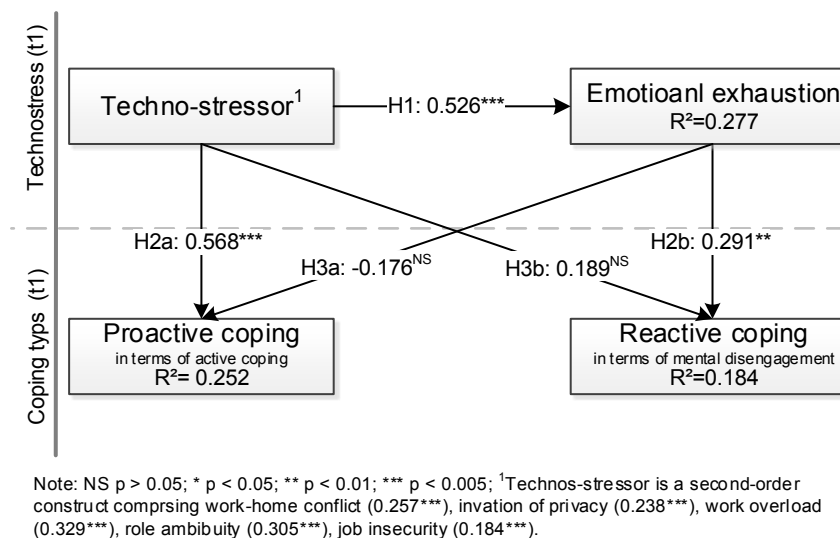 Technostress (t1)
Techno-stressor¹
H1: 0.526***
Emotioanl exhaustion
R²=0.277
H2a: 0.568***
H3a: -0.176ᴺˢ
H3b: 0.189ᴺˢ
H2b: 0.291**
Coping typs (t1)
Proactive coping
in terms of active coping
R²= 0.252
Reactive coping
in terms of mental disengagement
R²=0.184
Note: NS p > 0.05; * p < 0.05; ** p < 0.01; *** p < 0.005; ¹Technos-stressor is a second-order
construct comprsing work-home conflict (0.257***), invation of privacy (0.238***), work overload
(0.329***), role ambibuity (0.305***), job insecurity (0.184***).